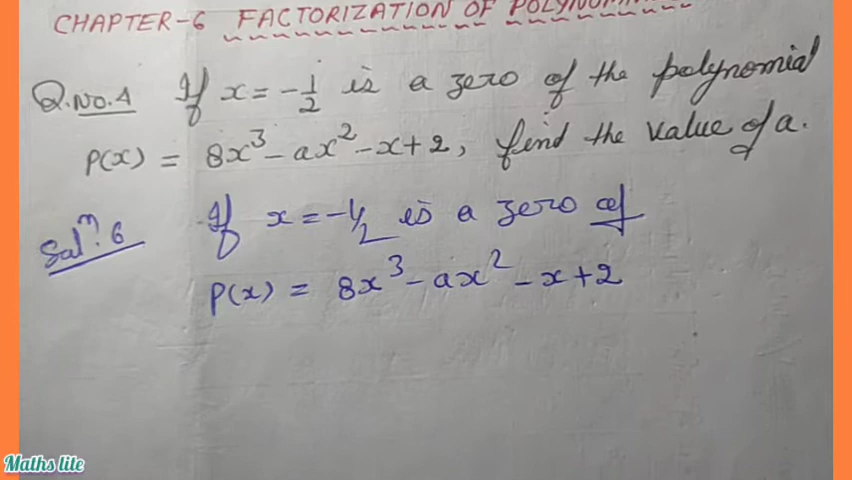 CHAPTER-6 FACTORIZATION OF
Q.No.4 If x = -1/2 is a zero of the polynomial
P(x) = 8x³ - ax² - x + 2, find the value of a.
Solⁿ: 6 If x = -1/2 is a zero of
P(x) = 8x³ - ax² - x + 2
Maths lite